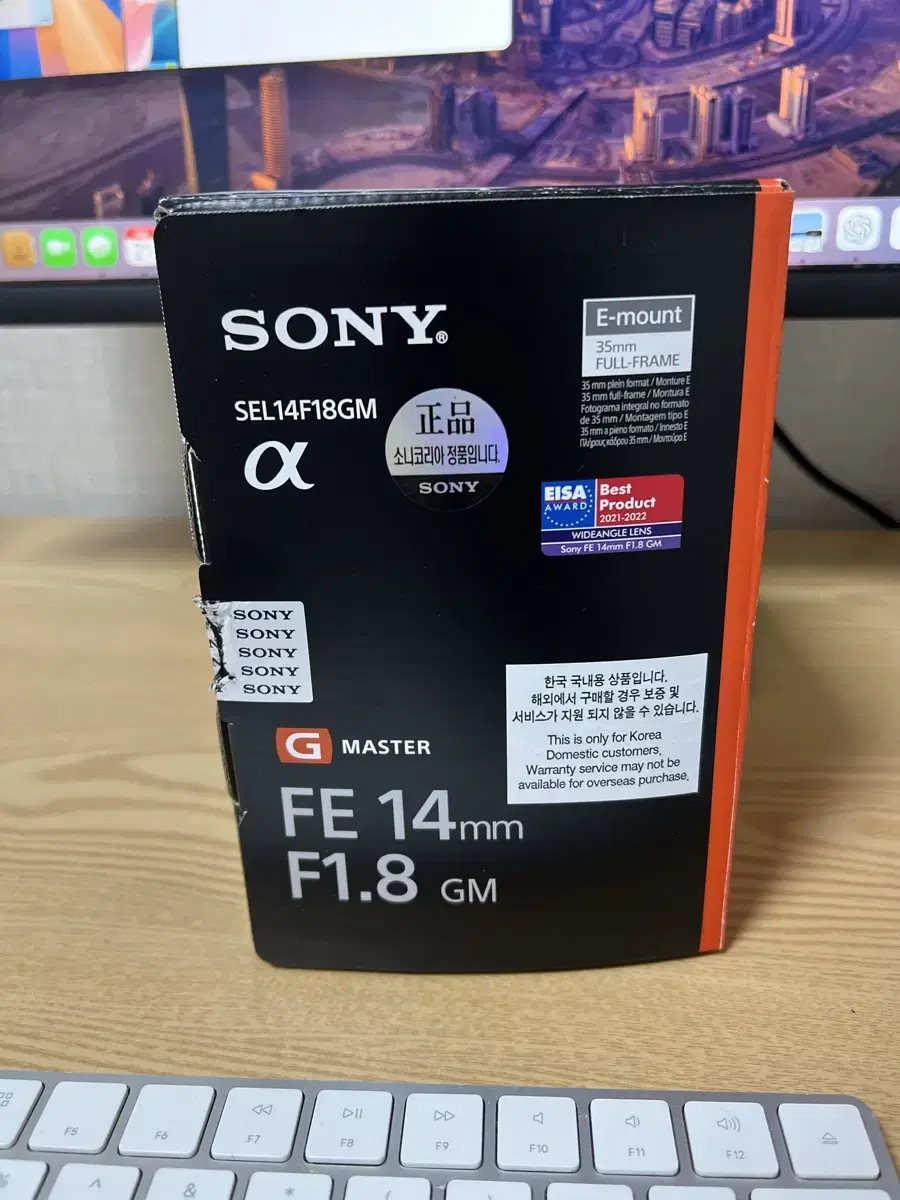 SONY®
SEL14F18GM
α
正品
소니코리아 정품입니다.
SONY
E-mount
35mm
FULL-FRAME
35 mm plein format / Monture E
35 mm full-frame / Montura E
Fotograma integral no formato
de 35 mm / Montagem tipo E
35 mm a pieno formato / Innesto E
Πλήρους κάδρου 35 mm / Μοντούρα E
EISA
AWARD
Best
Product
2021-2022
WIDEANGLE LENS
Sony FE 14mm F1.8 GM
SONY
SONY
SONY
SONY
SONY
한국 국내용 상품입니다.
해외에서 구매할 경우 보증 및
서비스가 지원 되지 않을 수 있습니다.
This is only for Korea
Domestic customers.
Warranty service may not be
available for overseas purchase.
G MASTER
FE 14mm
F1.8 GM
F5
F6
F7
F8
F9
F10
F11
F12
^
&
*
(
)